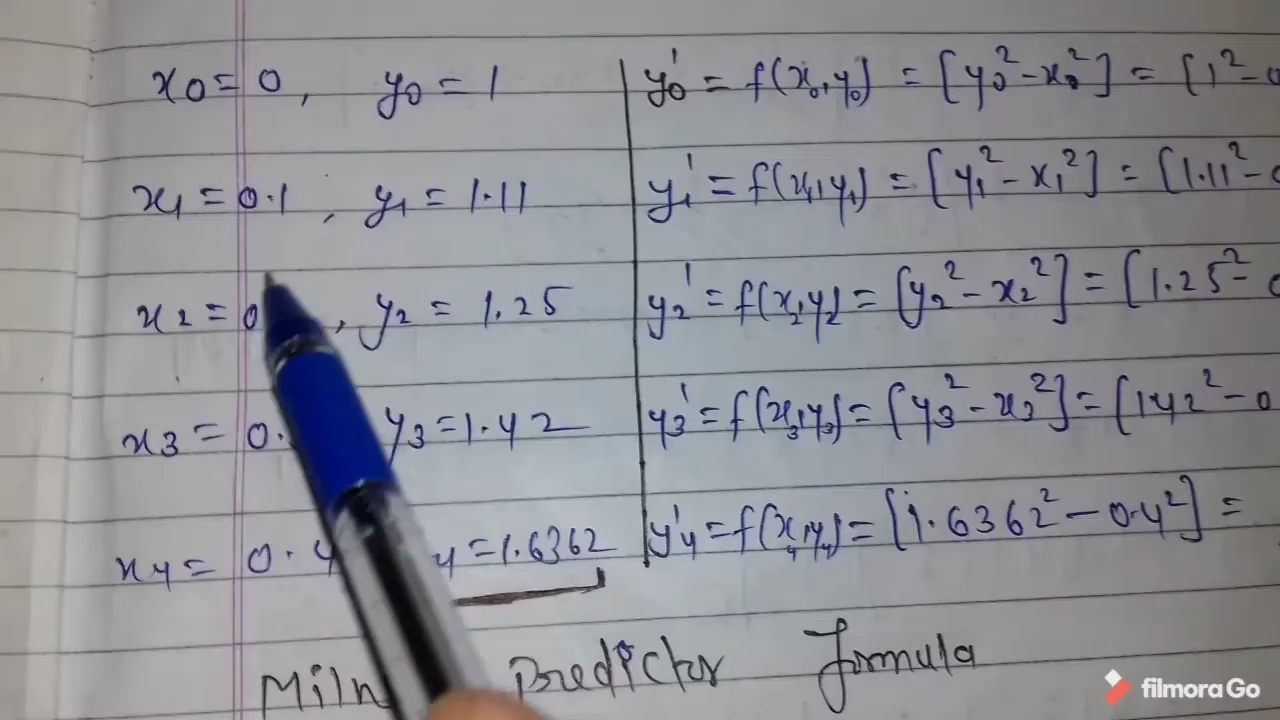 x₀ = 0, y₀ = 1 y₀' = f(x₀, y₀) = [y₀² - x₀²] = [1² -
x₁ = 0.1, y₁ = 1.11 y₁' = f(x₁, y₁) = [y₁² - x₁²] = [1.11² -
x₂ = 0 , y₂ = 1.25 y₂' = f(x₂, y₂ = [y₂² - x₂²] = [1.25² -
x₃ = 0. y₃ = 1.42 y₃' = f(x₃, y₃) = [y₃² - x₃²] = [1.42² - 0
x₄ = 0.4 = 1.6362 y₄' = f(x₄, y₄) = [1.6362² - 0.4²] =
Miln Predictor formula
filmora Go